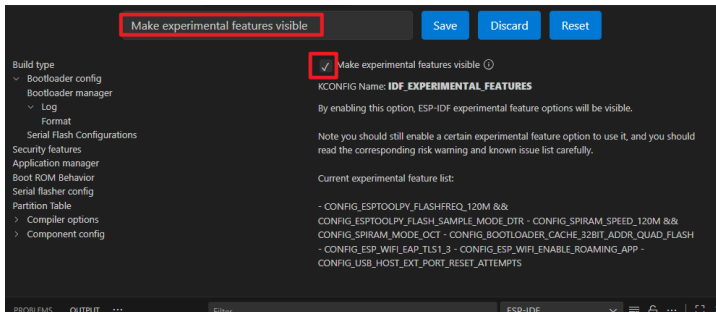 Make experimental features visible
Save
Discard
Reset
Build type
Bootloader config
Bootloader manager
Log
Format
Serial Flash Configurations
Security features
Application manager
Boot ROM Behavior
Serial flasher config
Partition Table
Compiler options
Component config
Make experimental features visible
KCONFIG Name: IDF_EXPERIMENTAL_FEATURES
By enabling this option, ESP-IDF experimental feature options will be visible.
Note you should still enable a certain experimental feature option to use it, and you should
read the corresponding risk warning and known issue list carefully.
Current experimental feature list:
- CONFIG_ESPTOOLPY_FLASHFREQ_120M &&
CONFIG_ESPTOOLPY_FLASH_SAMPLE_MODE_DTR - CONFIG_SPIRAM_SPEED_120M &&
CONFIG_SPIRAM_MODE_OCT - CONFIG_BOOTLOADER_CACHE_32BIT_ADDR_QUAD_FLASH
- CONFIG_ESP_WIFI_EAP_TLS1_3 - CONFIG_ESP_WIFI_ENABLE_ROAMING_APP -
CONFIG_USB_HOST_EXT_PORT_RESET_ATTEMPTS
PROBLEMS OUTPUT ··· Filter ESP-IDF ···